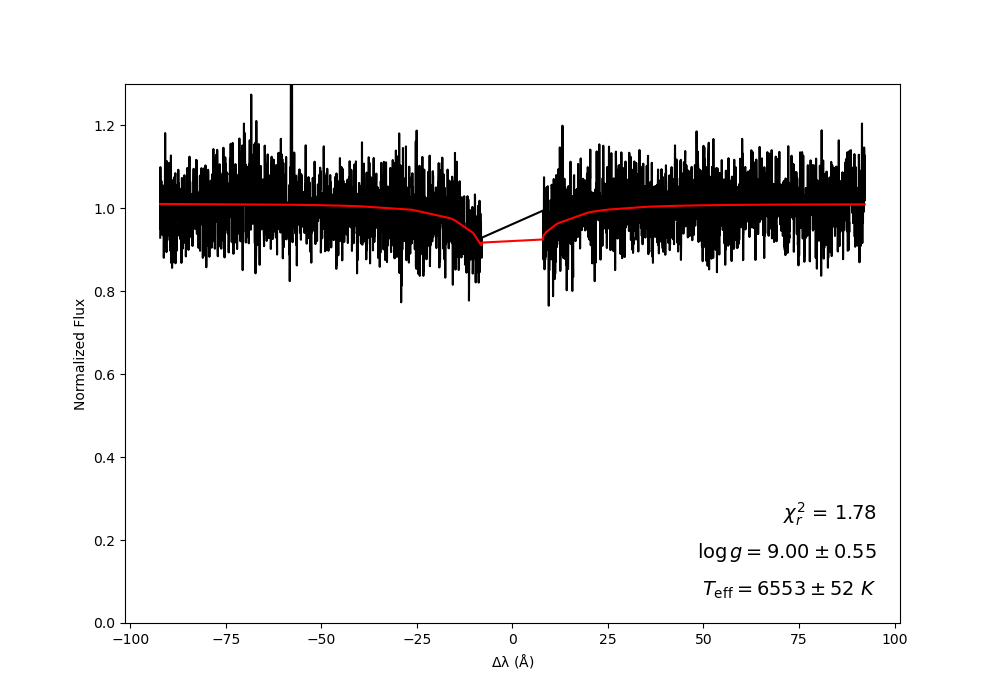 1.2
1.0
0.8
0.6
0.4
0.2
0.0
Normalized Flux
χ²ᵣ = 1.78
log g = 9.00 ± 0.55
T_eff = 6553 ± 52 K
−100 −75 −50 −25 0 25 50 75 100
Δλ (Å)